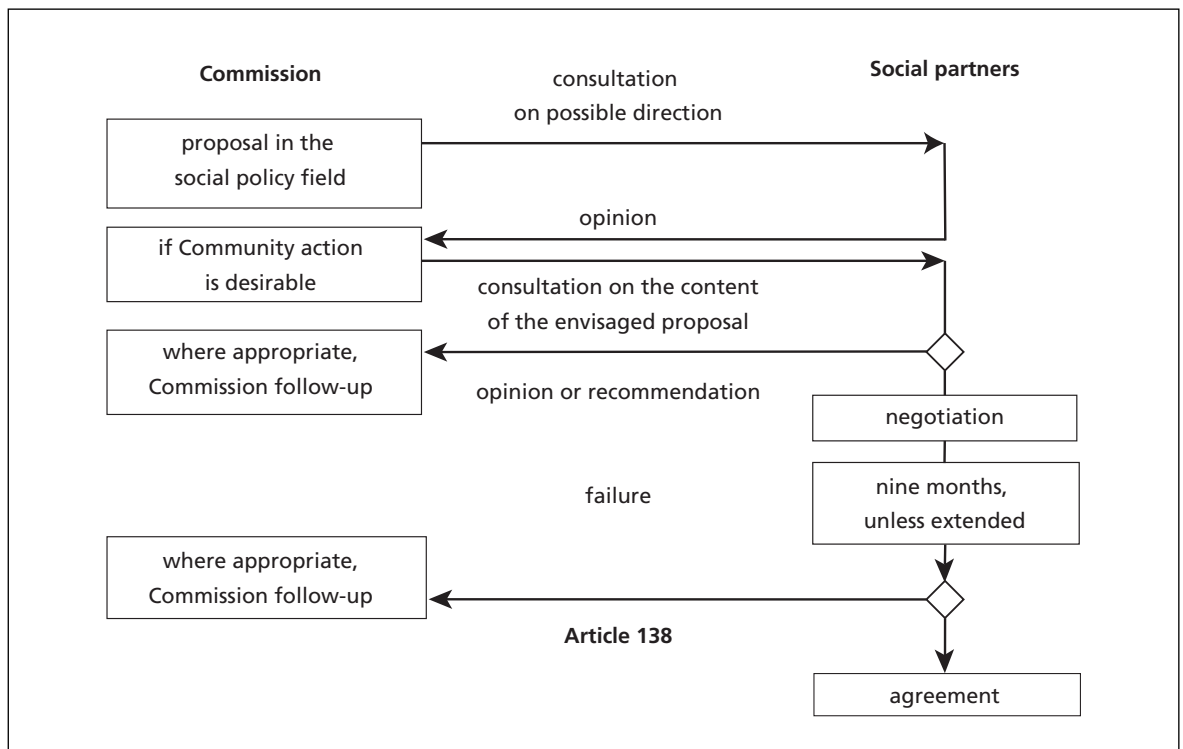 Commission
Social partners
consultation
on possible direction
proposal in the
social policy field
opinion
if Community action
is desirable
consultation on the content
of the envisaged proposal
where appropriate,
Commission follow-up
opinion or recommendation
negotiation
failure
nine months,
unless extended
where appropriate,
Commission follow-up
Article 138
agreement